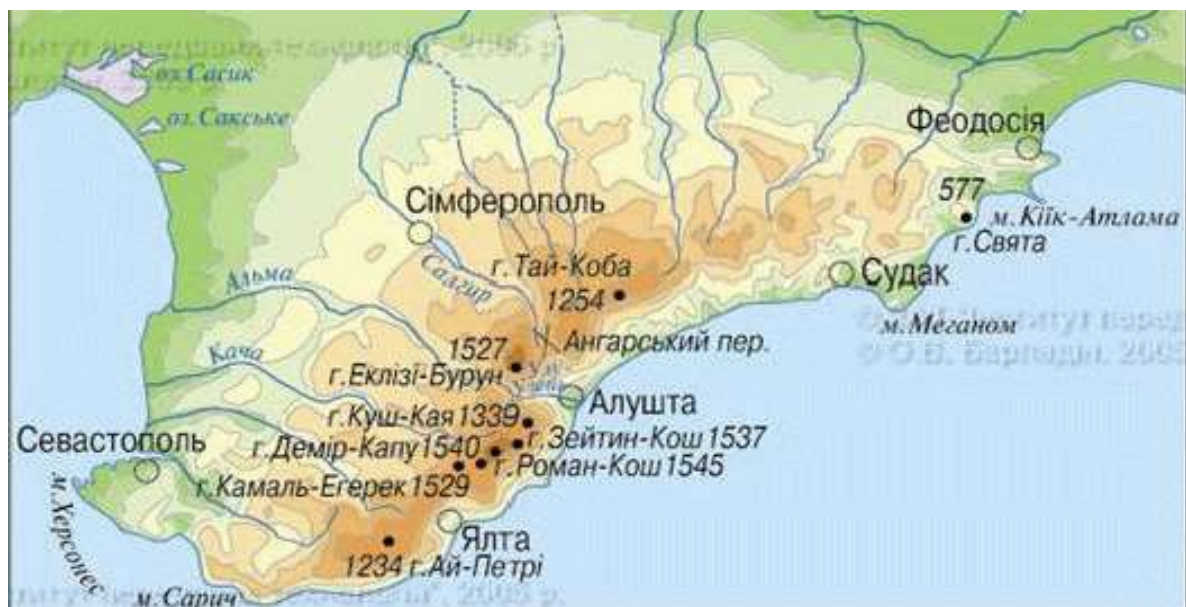 оз.Сасик
оз.Сакське
Феодосія
577
м.Кіїк-Атлама
г.Свята
Сімферополь
Судак
м.Меганом
г.Тай-Коба
1254
Салгир
Альма
Ангарський пер.
1527
г.Еклізі-Бурун
Кача
Алушта
г.Куш-Кая 1339
г.Зейтин-Кош 1537
г.Демір-Капу 1540
г.Роман-Кош 1545
г.Камаль-Егерек 1529
Севастополь
м.Херсонес
Ялта
1234 г.Ай-Петрі
м.Сарич